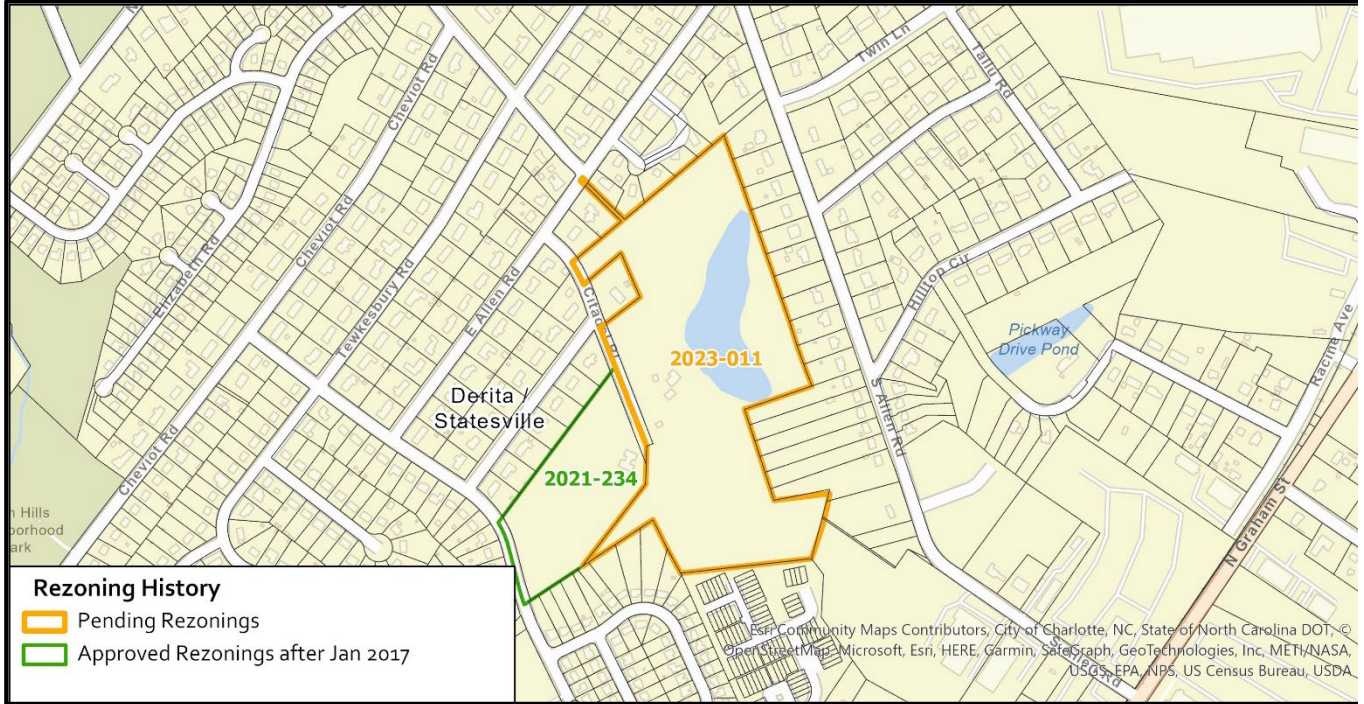 Twin Ln
Tallu Rd
Cheviot Rd
Elizabeth Rd
Cheviot Rd
Tewkesbury Rd
E Allen Rd
Citadel Pl
Hilltop Cir
Pickway
Drive Pond
Racine Ave
2023-011
S Allen Rd
Derita /
Statesville
2021-234
Cheviot Rd
N Graham St
Hills
Rezoning History
Pending Rezonings
Approved Rezonings after Jan 2017
Esri Community Maps Contributors, City of Charlotte, NC, State of North Carolina DOT, ©
OpenStreetMap, Microsoft, Esri, HERE, Garmin, SafeGraph, GeoTechnologies, Inc, METI/NASA,
USGS, EPA, NPS, US Census Bureau, USDA